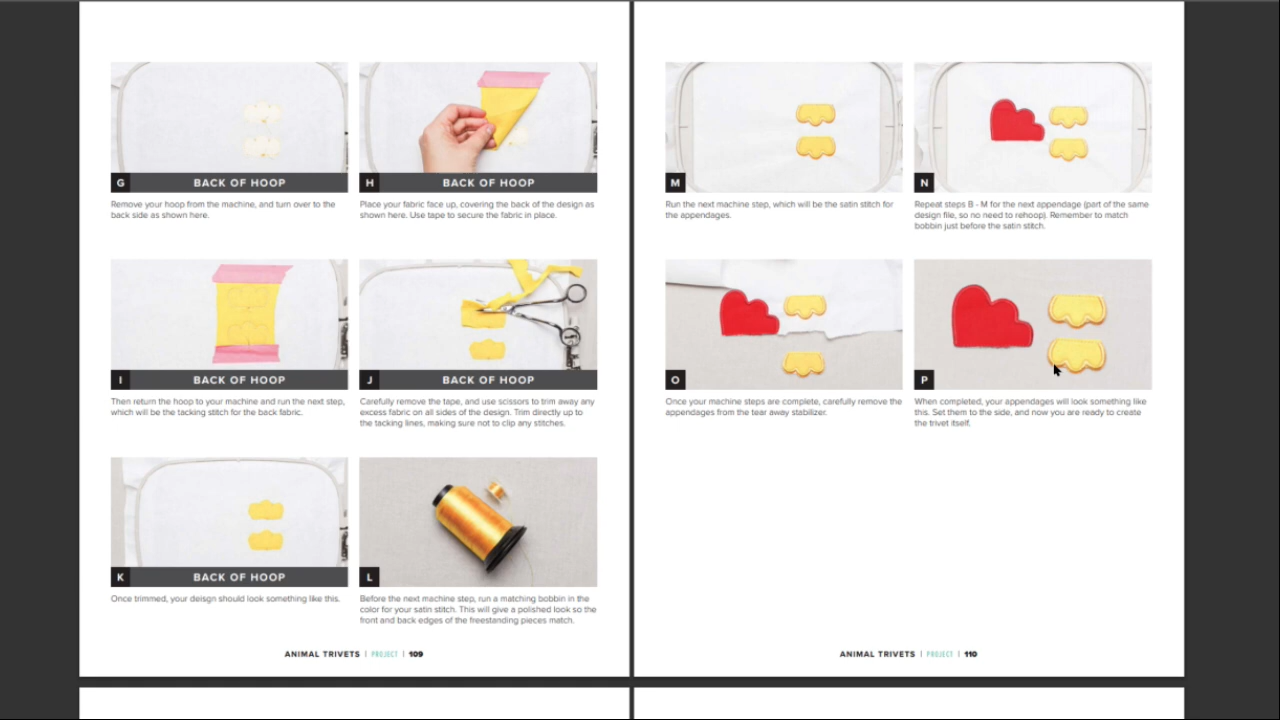 G BACK OF HOOP
Remove your hoop from the machine, and turn over to the
back side as shown here.
H BACK OF HOOP
Place your fabric face up, covering the back of the design as
shown here. Use tape to secure the fabric in place.
I BACK OF HOOP
Then return the hoop to your machine and run the next step,
which will be the tacking stitch for the back fabric.
J BACK OF HOOP
Carefully remove the tape, and use scissors to trim away any
excess fabric on all sides of the design. Trim directly up to
the tacking lines, making sure not to clip any stitches.
K BACK OF HOOP
Once trimmed, your deisgn should look something like this.
L
Before the next machine step, run a matching bobbin in the
color for your satin stitch. This will give a polished look so the
front and back edges of the freestanding pieces match.
ANIMAL TRIVETS | PROJECT | 109
M
Run the next machine step, which will be the satin stitch for
the appendages.
N
Repeat steps B - M for the next appendage (part of the same
design file, so no need to rehoop). Remember to match
bobbin just before the satin stitch.
O
Once your machine steps are complete, carefully remove the
appendages from the tear away stabilizer.
P
When completed, your appendages will look something like
this. Set them to the side, and now you are ready to create
the trivet itself.
ANIMAL TRIVETS | PROJECT | 110